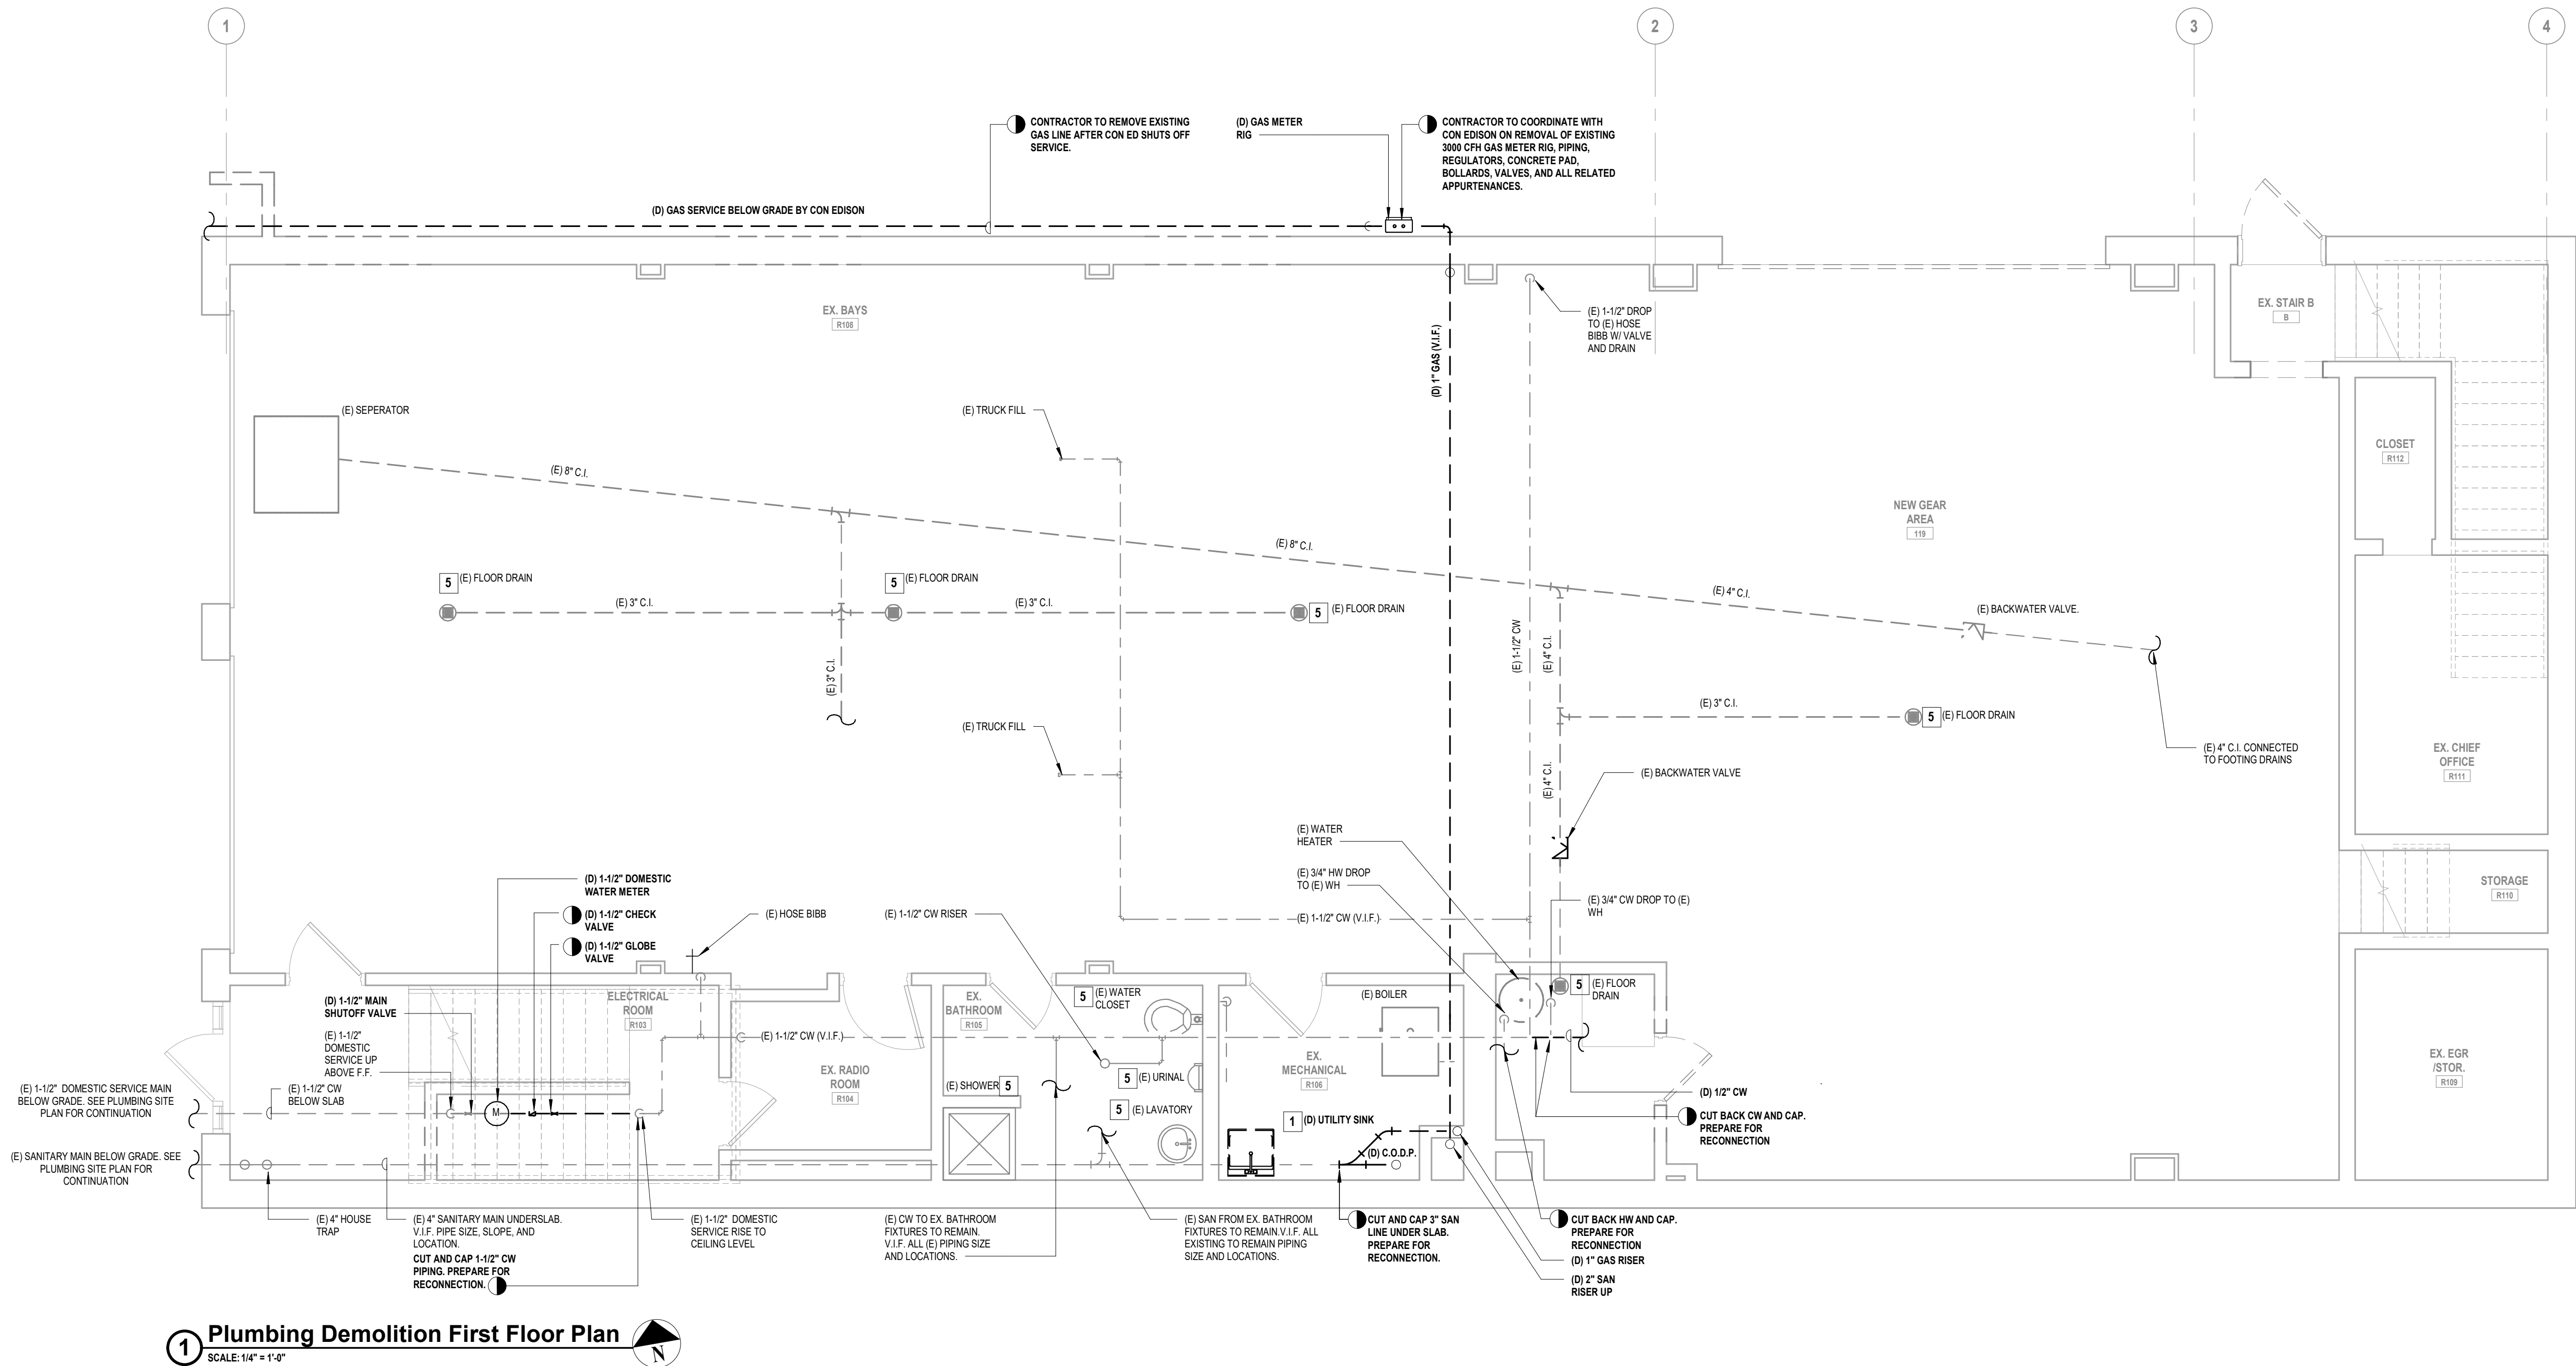 1
2
3
4
CONTRACTOR TO REMOVE EXISTING
GAS LINE AFTER CON ED SHUTS OFF
SERVICE.
(D) GAS METER
RIG
CONTRACTOR TO COORDINATE WITH
CON EDISON ON REMOVAL OF EXISTING
3000 CFH GAS METER RIG, PIPING,
REGULATORS, CONCRETE PAD,
BOLLARDS, VALVES, AND ALL RELATED
APPURTENANCES.
(D) GAS SERVICE BELOW GRADE BY CON EDISON
EX. BAYS
R108
(E) 1-1/2" DROP
TO (E) HOSE
BIBB W/ VALVE
AND DRAIN
EX. STAIR B
B
(D) 1" GAS (V.I.F.)
(E) SEPERATOR
(E) TRUCK FILL
CLOSET
R112
(E) 8" C.I.
NEW GEAR
AREA
119
(E) 8" C.I.
5
(E) FLOOR DRAIN
5
(E) FLOOR DRAIN
(E) 3" C.I.
(E) 3" C.I.
5
(E) FLOOR DRAIN
(E) 4" C.I.
(E) BACKWATER VALVE.
(E) 1-1/2" CW
(E) 4" C.I.
(E) 3" C.I.
(E) 3" C.I.
5
(E) FLOOR DRAIN
(E) TRUCK FILL
(E) 4" C.I. CONNECTED
TO FOOTING DRAINS
EX. CHIEF
OFFICE
R111
(E) 4" C.I.
(E) BACKWATER VALVE
(E) WATER
HEATER
(E) 3/4" HW DROP
TO (E) WH
(E) 3/4" CW DROP TO (E)
WH
STORAGE
R110
(D) 1-1/2" DOMESTIC
WATER METER
(D) 1-1/2" CHECK
VALVE
(D) 1-1/2" GLOBE
VALVE
(E) HOSE BIBB
(E) 1-1/2" CW RISER
(E) 1-1/2" CW (V.I.F.)
(D) 1-1/2" MAIN
SHUTOFF VALVE
ELECTRICAL
ROOM
R103
EX.
BATHROOM
R105
5
(E) WATER
CLOSET
(E) BOILER
5
(E) FLOOR
DRAIN
(E) 1-1/2"
DOMESTIC
SERVICE UP
ABOVE F.F.
(E) 1-1/2" CW (V.I.F.)
EX. RADIO
ROOM
R104
EX.
MECHANICAL
R106
EX. EGR
/STOR.
R109
(E) 1-1/2" DOMESTIC SERVICE MAIN
BELOW GRADE. SEE PLUMBING SITE
PLAN FOR CONTINUATION
(E) 1-1/2" CW
BELOW SLAB
M
(E) SHOWER
5
5
(E) URINAL
5
(E) LAVATORY
1
(D) UTILITY SINK
(D) C.O.D.P.
(D) 1/2" CW
CUT BACK CW AND CAP.
PREPARE FOR
RECONNECTION
(E) SANITARY MAIN BELOW GRADE. SEE
PLUMBING SITE PLAN FOR
CONTINUATION
(E) 4" HOUSE
TRAP
(E) 4" SANITARY MAIN UNDERSLAB.
V.I.F. PIPE SIZE, SLOPE, AND
LOCATION.
CUT AND CAP 1-1/2" CW
PIPING. PREPARE FOR
RECONNECTION.
(E) 1-1/2" DOMESTIC
SERVICE RISE TO
CEILING LEVEL
(E) CW TO EX. BATHROOM
FIXTURES TO REMAIN.
V.I.F. ALL (E) PIPING SIZE
AND LOCATIONS.
(E) SAN FROM EX. BATHROOM
FIXTURES TO REMAIN.V.I.F. ALL
EXISTING TO REMAIN PIPING
SIZE AND LOCATIONS.
CUT AND CAP 3" SAN
LINE UNDER SLAB.
PREPARE FOR
RECONNECTION.
CUT BACK HW AND CAP.
PREPARE FOR
RECONNECTION
(D) 1" GAS RISER
(D) 2" SAN
RISER UP
1
Plumbing Demolition First Floor Plan
SCALE: 1/4" = 1'-0"
N